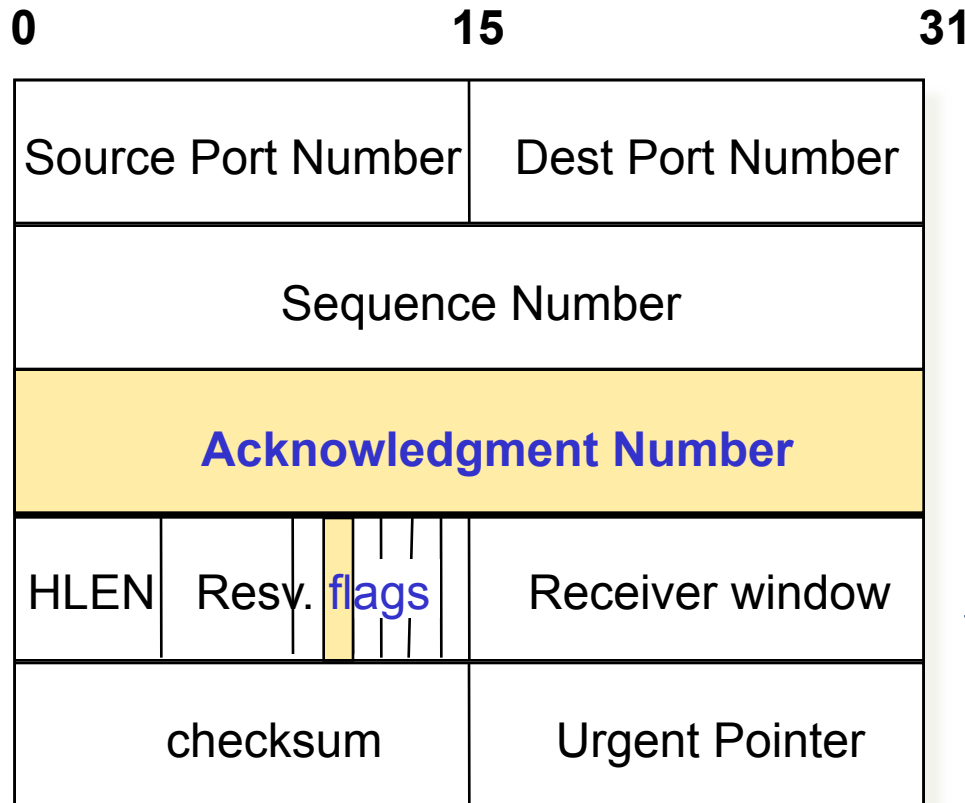 0 15 31
Source Port Number Dest Port Number
Sequence Number
Acknowledgment Number
HLEN Resv. flags Receiver window
checksum Urgent Pointer